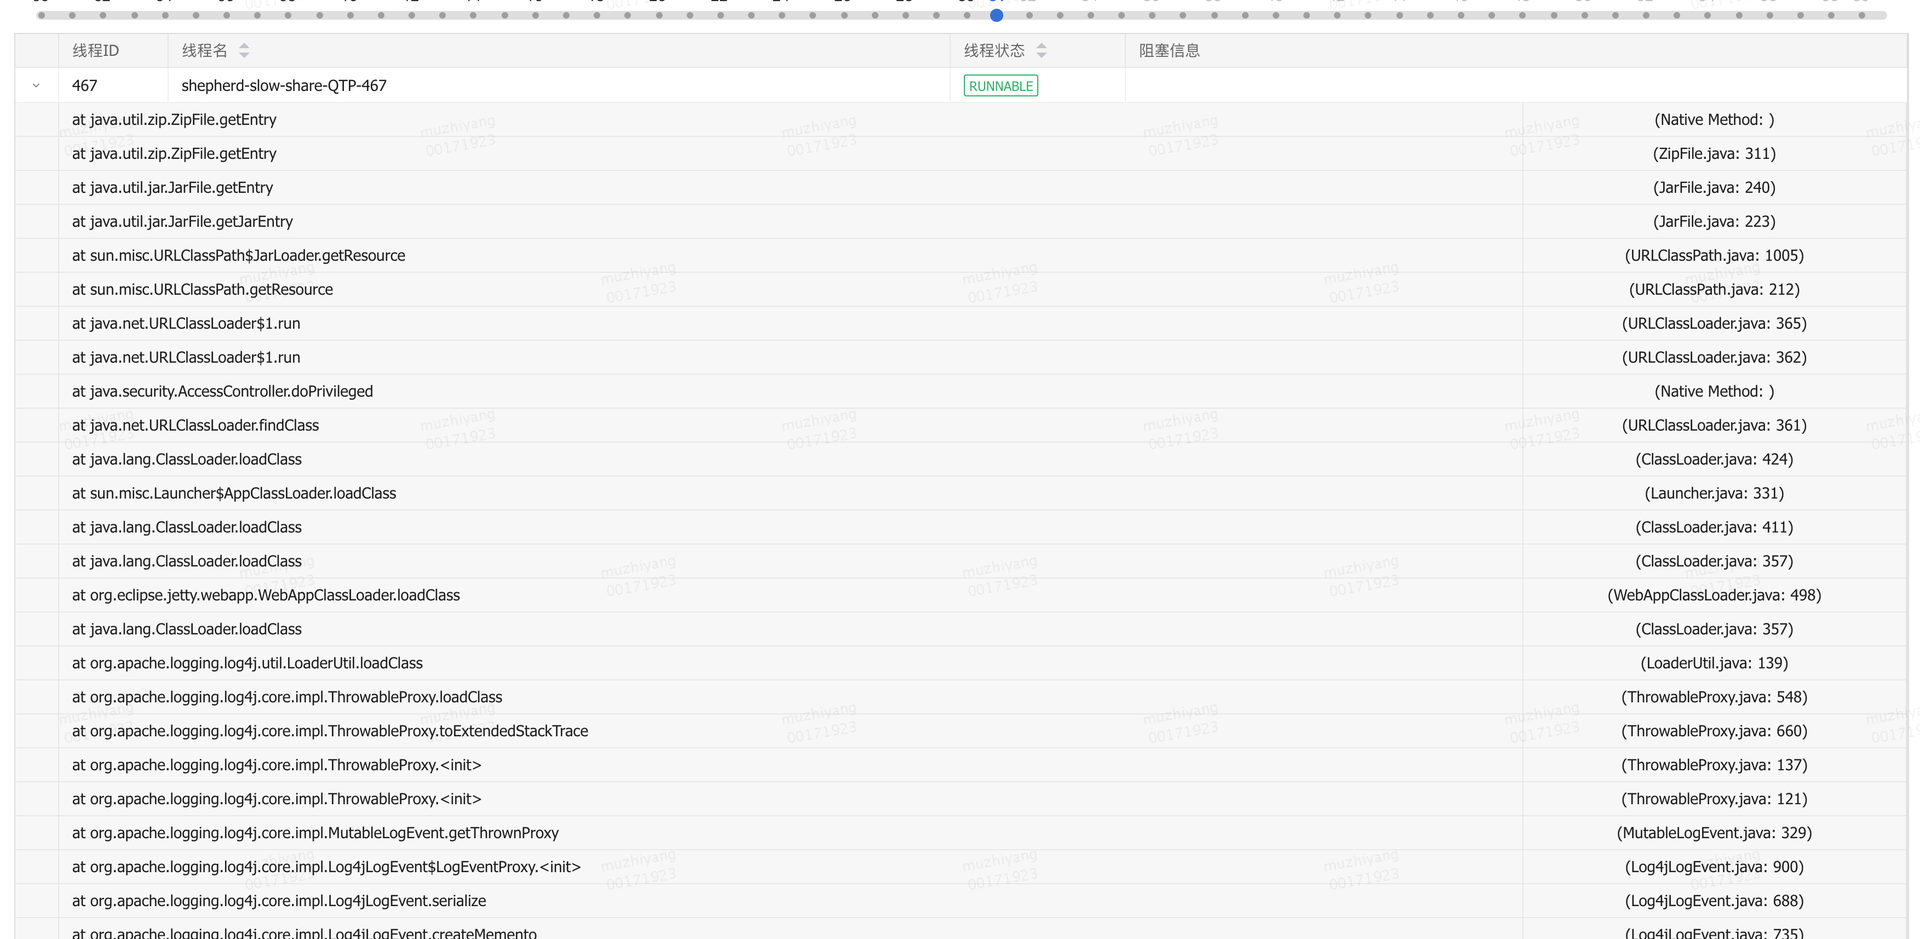 线程ID 线程名 线程状态 阻塞信息
467 shepherd-slow-share-QTP-467 RUNNABLE
at java.util.zip.ZipFile.getEntry (Native Method: )
at java.util.zip.ZipFile.getEntry (ZipFile.java: 311)
at java.util.jar.JarFile.getEntry (JarFile.java: 240)
at java.util.jar.JarFile.getJarEntry (JarFile.java: 223)
at sun.misc.URLClassPath$JarLoader.getResource (URLClassPath.java: 1005)
at sun.misc.URLClassPath.getResource (URLClassPath.java: 212)
at java.net.URLClassLoader$1.run (URLClassLoader.java: 365)
at java.net.URLClassLoader$1.run (URLClassLoader.java: 362)
at java.security.AccessController.doPrivileged (Native Method: )
at java.net.URLClassLoader.findClass (URLClassLoader.java: 361)
at java.lang.ClassLoader.loadClass (ClassLoader.java: 424)
at sun.misc.Launcher$AppClassLoader.loadClass (Launcher.java: 331)
at java.lang.ClassLoader.loadClass (ClassLoader.java: 411)
at java.lang.ClassLoader.loadClass (ClassLoader.java: 357)
at org.eclipse.jetty.webapp.WebAppClassLoader.loadClass (WebAppClassLoader.java: 498)
at java.lang.ClassLoader.loadClass (ClassLoader.java: 357)
at org.apache.logging.log4j.util.LoaderUtil.loadClass (LoaderUtil.java: 139)
at org.apache.logging.log4j.core.impl.ThrowableProxy.loadClass (ThrowableProxy.java: 548)
at org.apache.logging.log4j.core.impl.ThrowableProxy.toExtendedStackTrace (ThrowableProxy.java: 660)
at org.apache.logging.log4j.core.impl.ThrowableProxy.<init> (ThrowableProxy.java: 137)
at org.apache.logging.log4j.core.impl.ThrowableProxy.<init> (ThrowableProxy.java: 121)
at org.apache.logging.log4j.core.impl.MutableLogEvent.getThrownProxy (MutableLogEvent.java: 329)
at org.apache.logging.log4j.core.impl.Log4jLogEvent$LogEventProxy.<init> (Log4jLogEvent.java: 900)
at org.apache.logging.log4j.core.impl.Log4jLogEvent.serialize (Log4jLogEvent.java: 688)
at org.apache.logging.log4j.core.impl.Log4jLogEvent.createMemento (Log4jLogEvent.java: 735)
muzhiyang
00171923